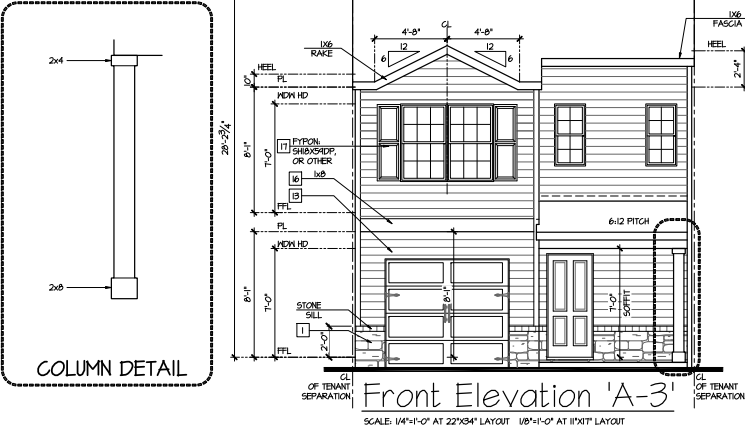 2x4
2x8
COLUMN DETAIL
28'-2¾"
4'-8"
CL
4'-8"
1X6
RAKE
12
6
12
6
1X6
FASCIA
HEEL
2'-4"
HEEL
10"
PL
WDW HD
8'-1"
7'-0"
17
FYPON:
SH18X59DP,
OR OTHER
16
1x8
13
FFL
PL
WDW HD
8'-1"
7'-0"
6:12 PITCH
8'-1"
7'-0"
SOFFIT
STONE
SILL
1
2'-0"
FFL
CL
OF TENANT
SEPARATION
Front Elevation 'A-3'
CL
OF TENANT
SEPARATION
SCALE: 1/4"=1'-0" AT 22"X34" LAYOUT 1/8"=1'-0" AT 11"X17" LAYOUT